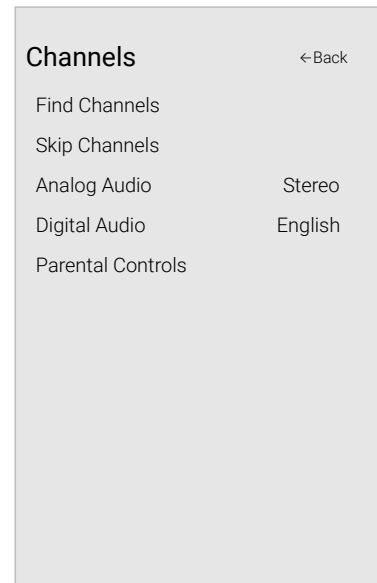 Channels ←Back
Find Channels
Skip Channels
Analog Audio Stereo
Digital Audio English
Parental Controls